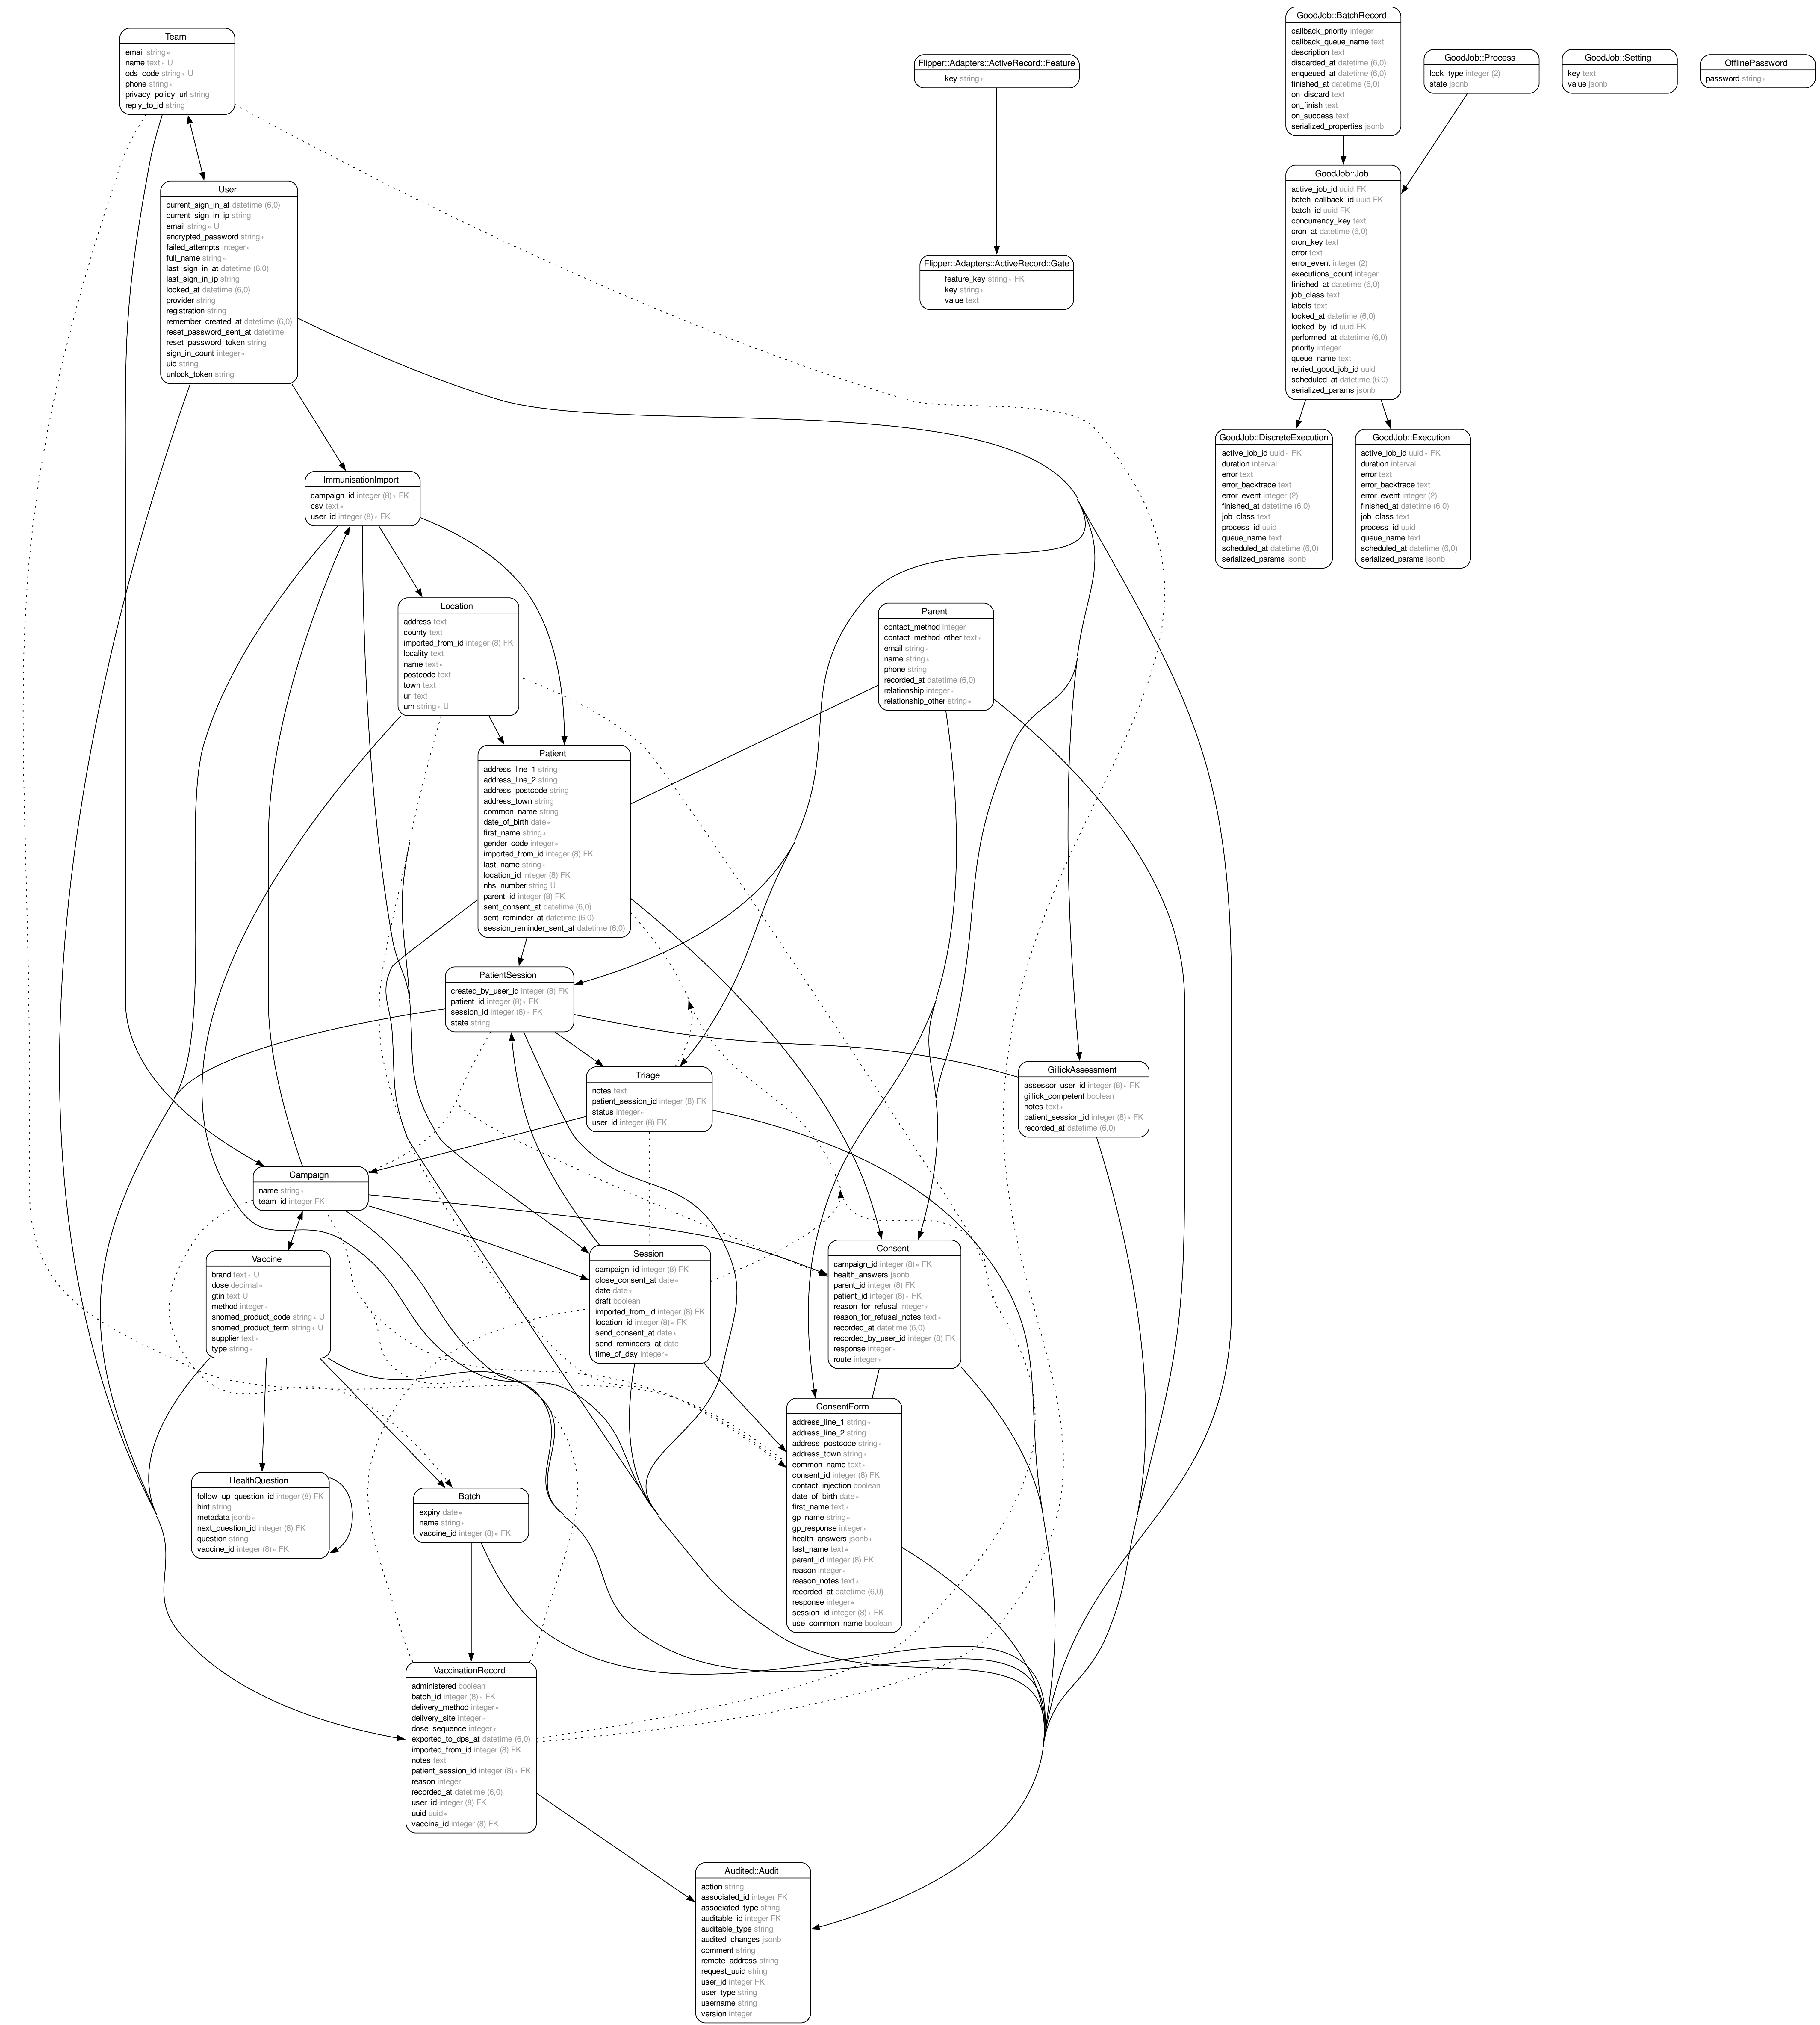 Team
email string ∗
name text ∗ U
ods_code string ∗ U
phone string ∗
privacy_policy_url string
reply_to_id string
User
current_sign_in_at datetime (6,0)
current_sign_in_ip string
email string ∗ U
encrypted_password string ∗
failed_attempts integer ∗
full_name string ∗
last_sign_in_at datetime (6,0)
last_sign_in_ip string
locked_at datetime (6,0)
provider string
registration string
remember_created_at datetime (6,0)
reset_password_sent_at datetime
reset_password_token string
sign_in_count integer ∗
uid string
unlock_token string
ImmunisationImport
campaign_id integer (8) ∗ FK
csv text ∗
user_id integer (8) ∗ FK
Location
address text
county text
imported_from_id integer (8) FK
locality text
name text ∗
postcode text
town text
url text
urn string ∗ U
Patient
address_line_1 string
address_line_2 string
address_postcode string
address_town string
common_name string
date_of_birth date ∗
first_name string ∗
gender_code integer ∗
imported_from_id integer (8) FK
last_name string ∗
location_id integer (8) FK
nhs_number string U
parent_id integer (8) FK
sent_consent_at datetime (6,0)
sent_reminder_at datetime (6,0)
session_reminder_sent_at datetime (6,0)
Parent
contact_method integer
contact_method_other text ∗
email string ∗
name string ∗
phone string
recorded_at datetime (6,0)
relationship integer ∗
relationship_other string ∗
PatientSession
created_by_user_id integer (8) FK
patient_id integer (8) ∗ FK
session_id integer (8) ∗ FK
state string
Triage
notes text
patient_session_id integer (8) FK
status integer ∗
user_id integer (8) FK
GillickAssessment
assessor_user_id integer (8) ∗ FK
gillick_competent boolean
notes text ∗
patient_session_id integer (8) ∗ FK
recorded_at datetime (6,0)
Campaign
name string ∗
team_id integer FK
Vaccine
brand text ∗ U
dose decimal ∗
gtin text U
method integer ∗
snomed_product_code string ∗ U
snomed_product_term string ∗ U
supplier text ∗
type string ∗
Session
campaign_id integer (8) FK
close_consent_at date ∗
date date ∗
draft boolean
imported_from_id integer (8) FK
location_id integer (8) ∗ FK
send_consent_at date ∗
send_reminders_at date
time_of_day integer ∗
Consent
campaign_id integer (8) ∗ FK
health_answers jsonb
parent_id integer (8) FK
patient_id integer (8) ∗ FK
reason_for_refusal integer ∗
reason_for_refusal_notes text ∗
recorded_at datetime (6,0)
recorded_by_user_id integer (8) FK
response integer ∗
route integer ∗
ConsentForm
address_line_1 string ∗
address_line_2 string
address_postcode string ∗
address_town string ∗
common_name text ∗
consent_id integer (8) FK
contact_injection boolean
date_of_birth date ∗
first_name text ∗
gp_name string ∗
gp_response integer ∗
health_answers jsonb ∗
last_name text ∗
parent_id integer (8) FK
reason integer ∗
reason_notes text ∗
recorded_at datetime (6,0)
response integer ∗
session_id integer (8) ∗ FK
use_common_name boolean
HealthQuestion
follow_up_question_id integer (8) FK
hint string
metadata jsonb ∗
next_question_id integer (8) FK
question string
vaccine_id integer (8) ∗ FK
Batch
expiry date ∗
name string ∗
vaccine_id integer (8) ∗ FK
VaccinationRecord
administered boolean
batch_id integer (8) ∗ FK
delivery_method integer ∗
delivery_site integer ∗
dose_sequence integer ∗
exported_to_dps_at datetime (6,0)
imported_from_id integer (8) FK
notes text
patient_session_id integer (8) ∗ FK
reason integer
recorded_at datetime (6,0)
user_id integer (8) FK
uuid uuid ∗
vaccine_id integer (8) FK
Audited::Audit
action string
associated_id integer FK
associated_type string
auditable_id integer FK
auditable_type string
audited_changes jsonb
comment string
remote_address string
request_uuid string
user_id integer FK
user_type string
username string
version integer
Flipper::Adapters::ActiveRecord::Feature
key string ∗
Flipper::Adapters::ActiveRecord::Gate
feature_key string ∗ FK
key string ∗
value text
GoodJob::BatchRecord
callback_priority integer
callback_queue_name text
description text
discarded_at datetime (6,0)
enqueued_at datetime (6,0)
finished_at datetime (6,0)
on_discard text
on_finish text
on_success text
serialized_properties jsonb
GoodJob::Process
lock_type integer (2)
state jsonb
GoodJob::Setting
key text
value jsonb
OfflinePassword
password string ∗
GoodJob::Job
active_job_id uuid FK
batch_callback_id uuid FK
batch_id uuid FK
concurrency_key text
cron_at datetime (6,0)
cron_key text
error text
error_event integer (2)
executions_count integer
finished_at datetime (6,0)
job_class text
labels text
locked_at datetime (6,0)
locked_by_id uuid FK
performed_at datetime (6,0)
priority integer
queue_name text
retried_good_job_id uuid
scheduled_at datetime (6,0)
serialized_params jsonb
GoodJob::DiscreteExecution
active_job_id uuid ∗ FK
duration interval
error text
error_backtrace text
error_event integer (2)
finished_at datetime (6,0)
job_class text
process_id uuid
queue_name text
scheduled_at datetime (6,0)
serialized_params jsonb
GoodJob::Execution
active_job_id uuid ∗ FK
duration interval
error text
error_backtrace text
error_event integer (2)
finished_at datetime (6,0)
job_class text
process_id uuid
queue_name text
scheduled_at datetime (6,0)
serialized_params jsonb